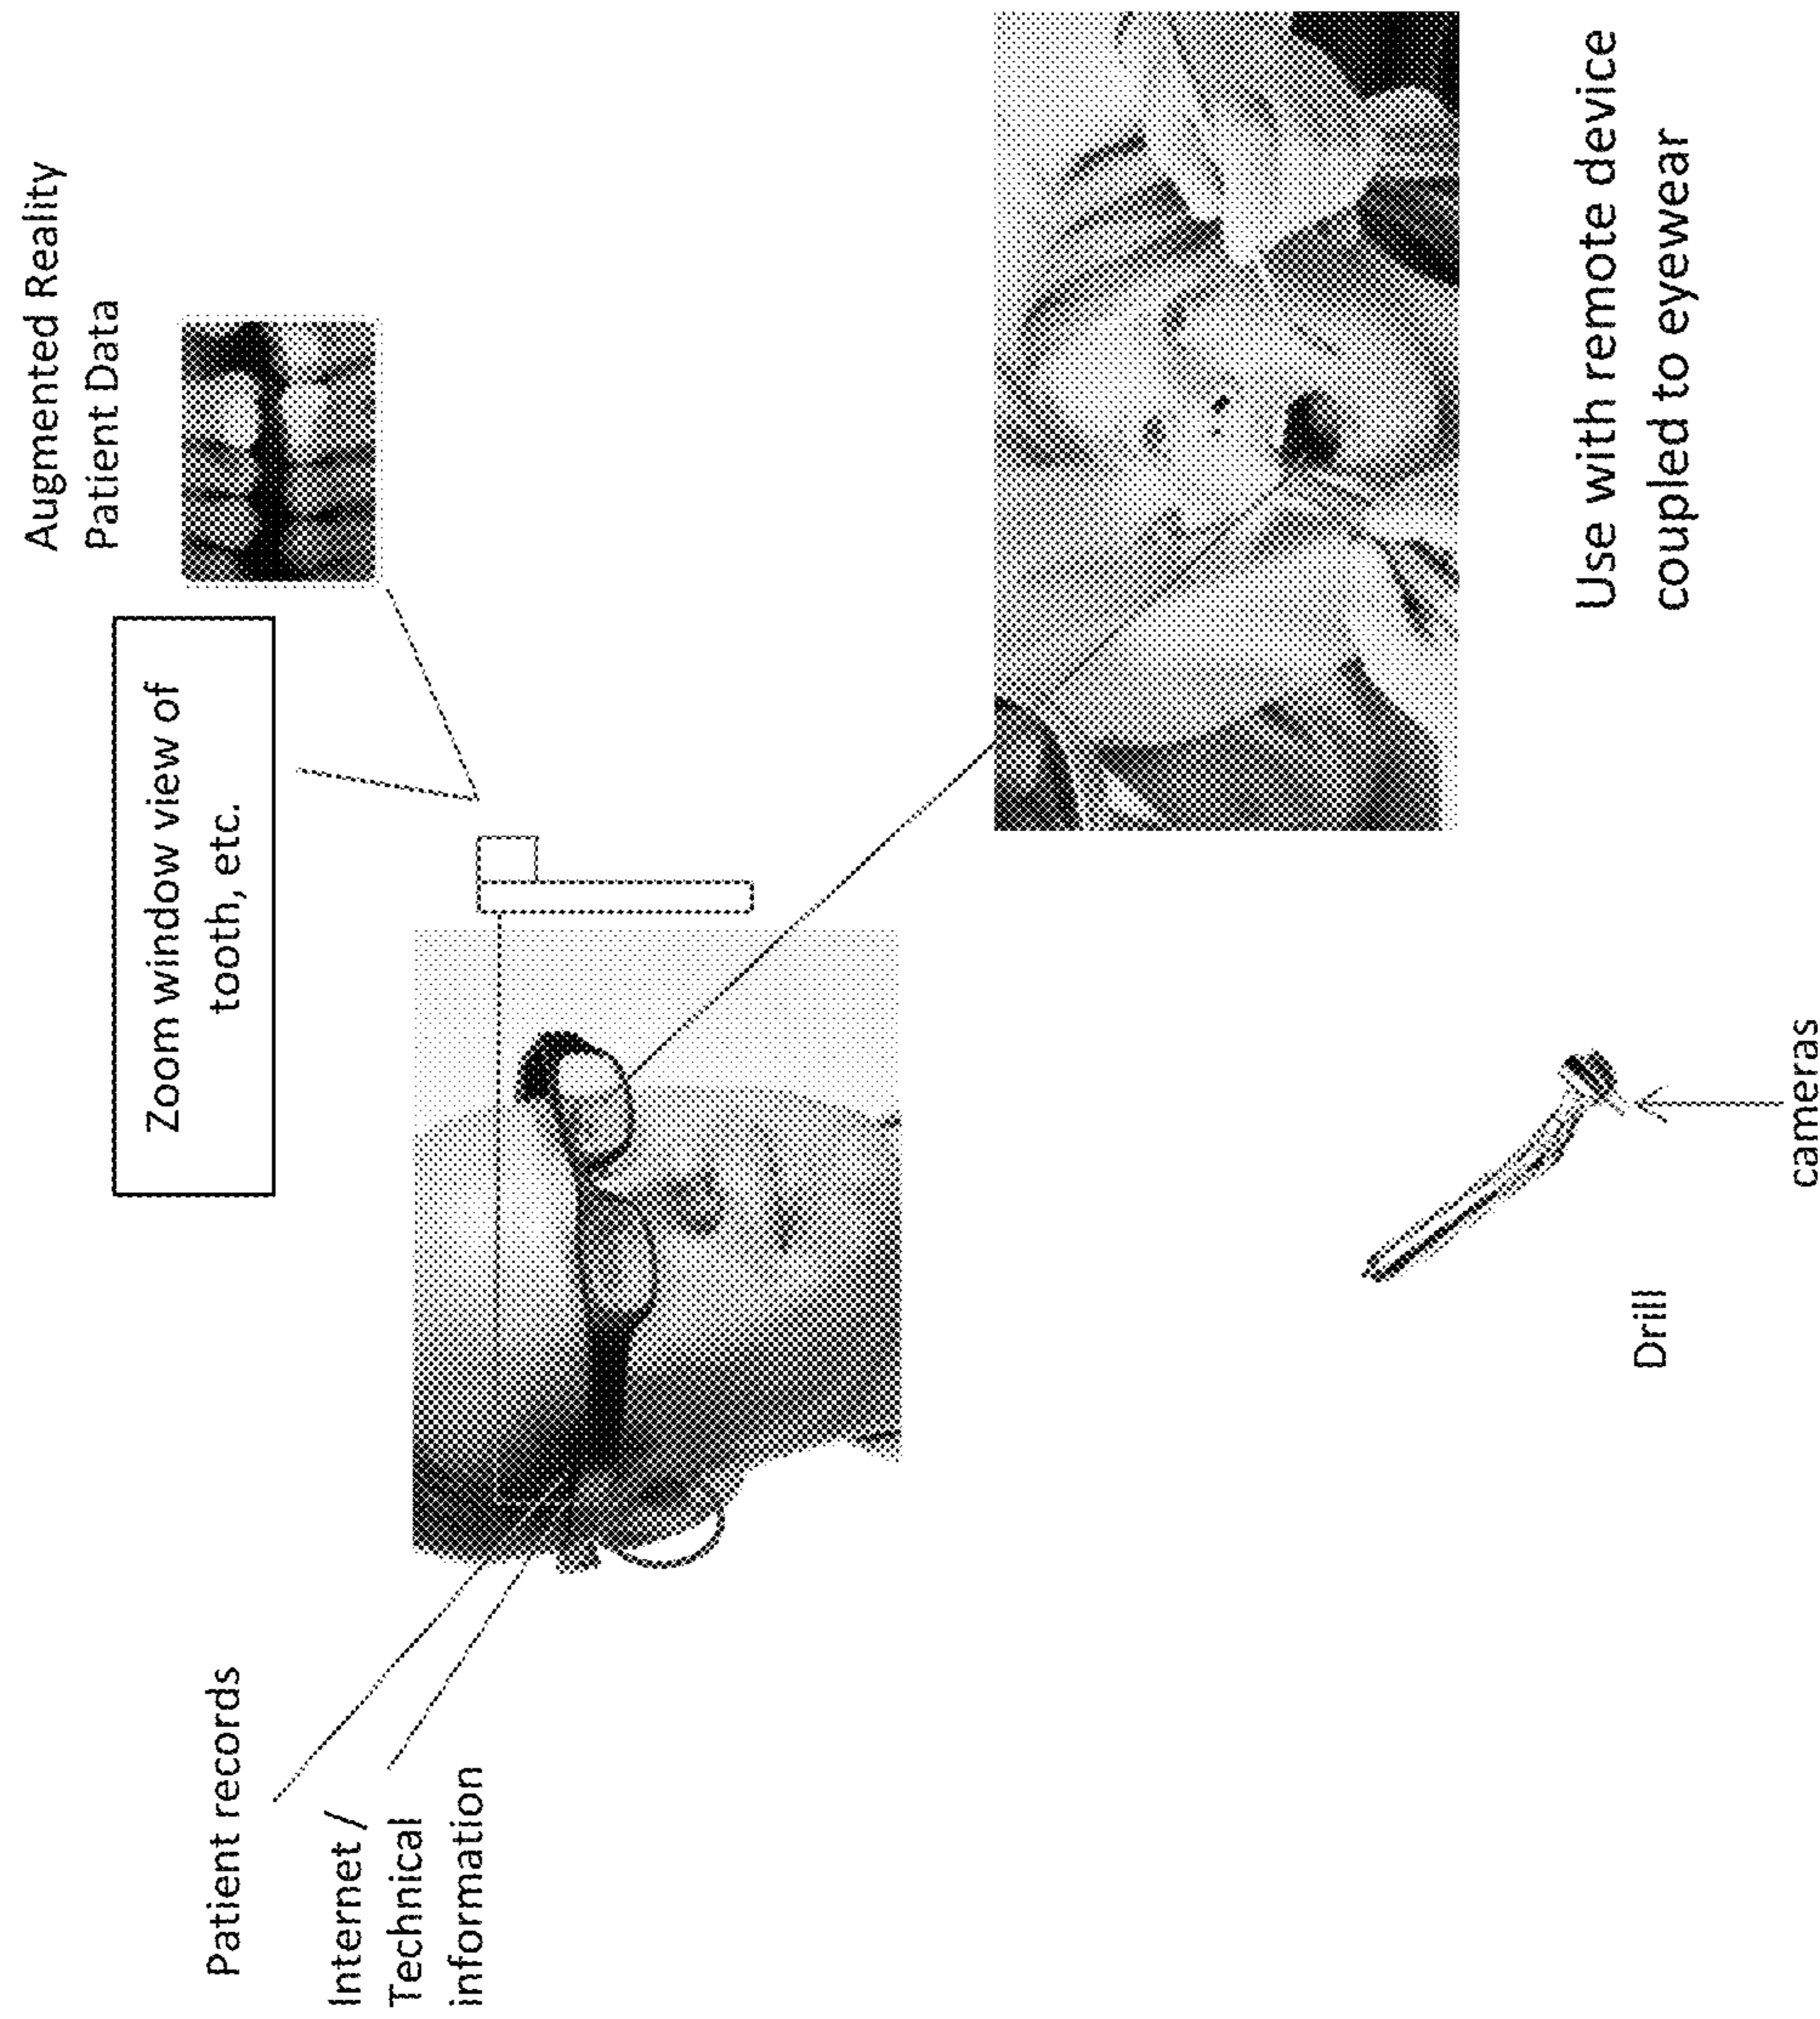 Augmented Reality
Patient Data
Zoom window view of
tooth, etc.
Patient records
Internet /
Technical
information
Use with remote device
coupled to eyewear
Drill
cameras